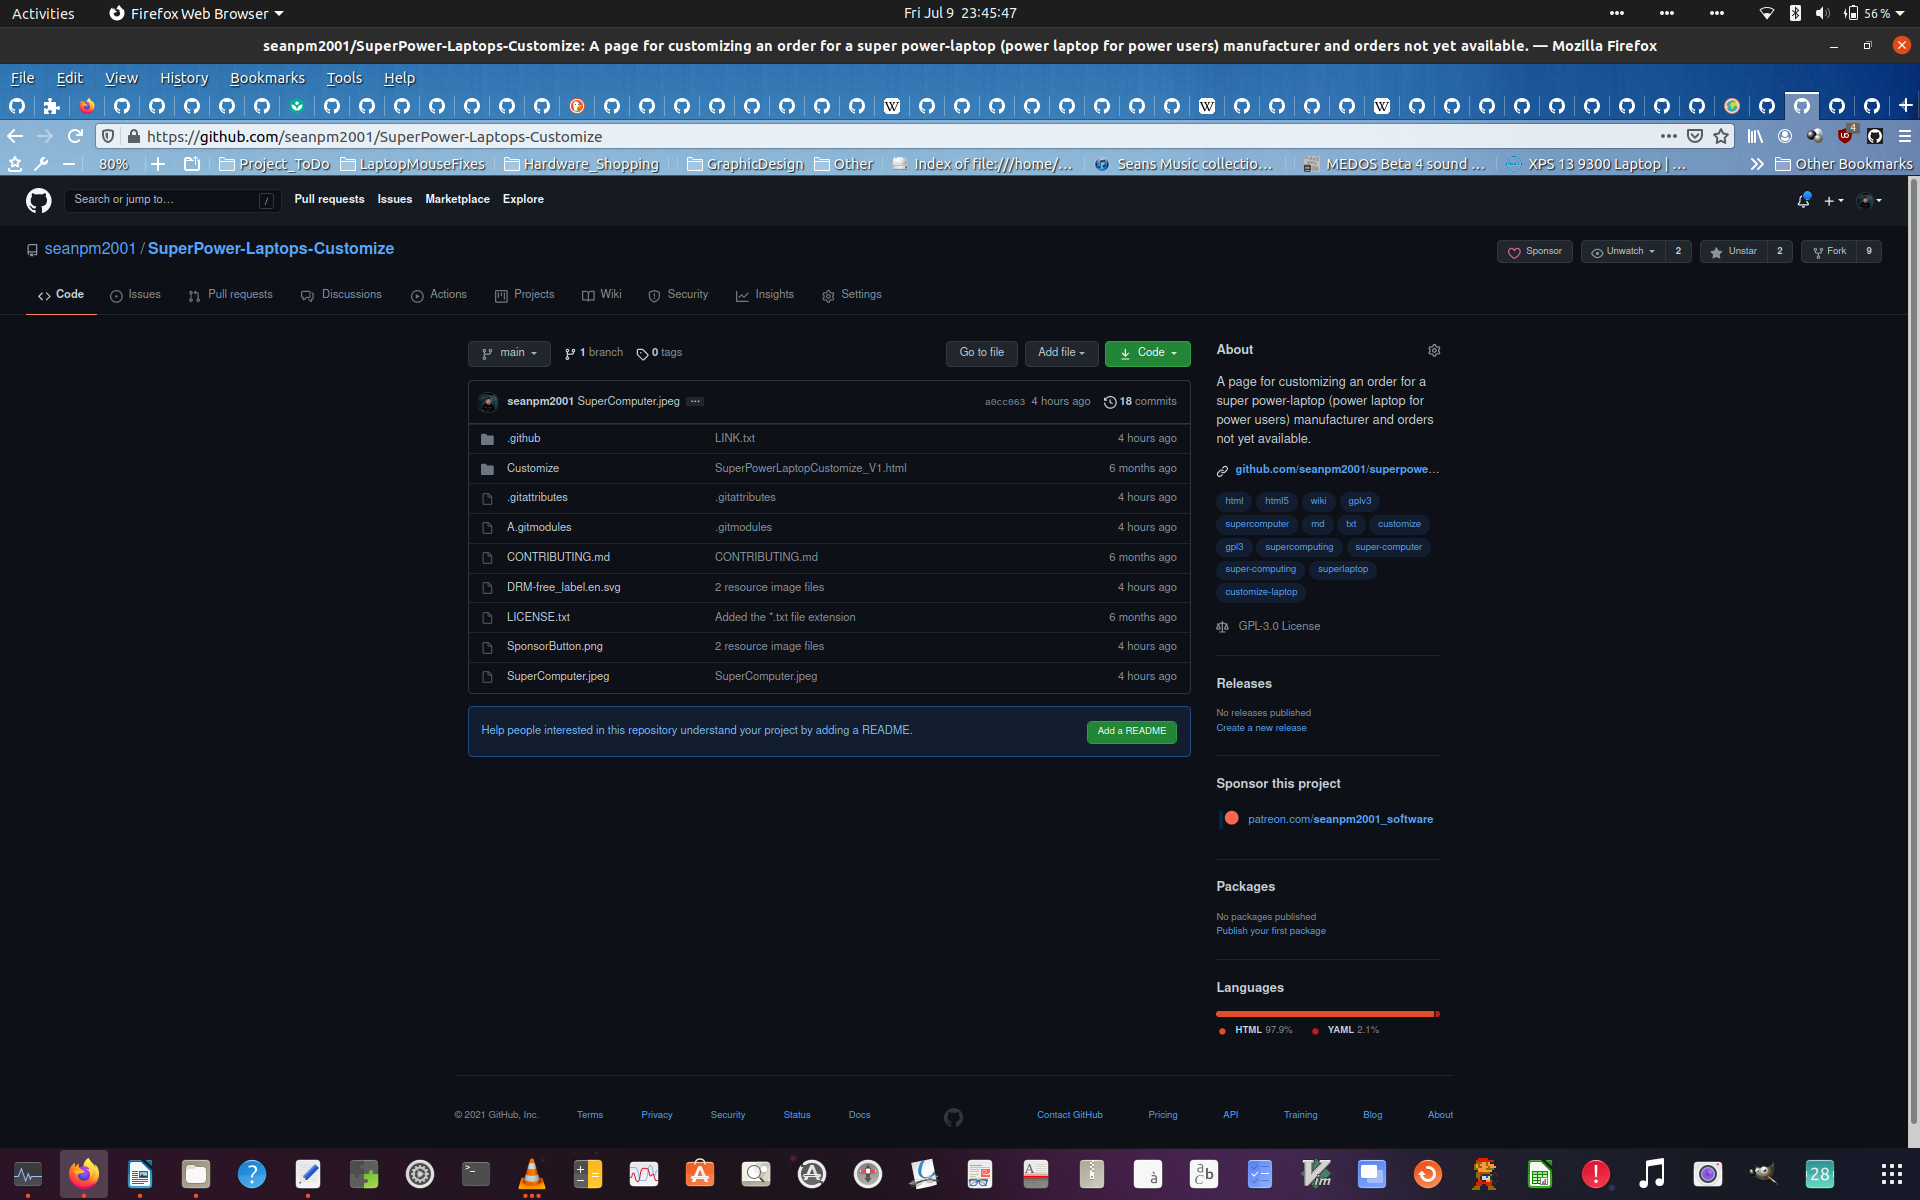 Activities
Firefox Web Browser
Fri Jul 9 23:45:47
56 %
seanpm2001/SuperPower-Laptops-Customize: A page for customizing an order for a super power-laptop (power laptop for power users) manufacturer and orders not yet available. — Mozilla Firefox
File Edit View History Bookmarks Tools Help
https://github.com/seanpm2001/SuperPower-Laptops-Customize
4
80%
Project_ToDo
LaptopMouseFixes
Hardware_Shopping
GraphicDesign
Other
Index of file:///home/...
Seans Music collectio...
MEDOS Beta 4 sound ...
XPS 13 9300 Laptop | ...
Other Bookmarks
Search or jump to...
/
Pull requests
Issues
Marketplace
Explore
seanpm2001 / SuperPower-Laptops-Customize
Sponsor
Unwatch 2
Unstar 2
Fork 9
Code
Issues
Pull requests
Discussions
Actions
Projects
Wiki
Security
Insights
Settings
main
1 branch
0 tags
Go to file
Add file
Code
seanpm2001 SuperComputer.jpeg ...
a0cc063 4 hours ago
18 commits
.github LINK.txt 4 hours ago
Customize SuperPowerLaptopCustomize_V1.html 6 months ago
.gitattributes .gitattributes 4 hours ago
A.gitmodules .gitmodules 4 hours ago
CONTRIBUTING.md CONTRIBUTING.md 6 months ago
DRM-free_label.en.svg 2 resource image files 4 hours ago
LICENSE.txt Added the *.txt file extension 6 months ago
SponsorButton.png 2 resource image files 4 hours ago
SuperComputer.jpeg SuperComputer.jpeg 4 hours ago
Help people interested in this repository understand your project by adding a README.
Add a README
About
A page for customizing an order for a
super power-laptop (power laptop for
power users) manufacturer and orders
not yet available.
github.com/seanpm2001/superpowe...
html html5 wiki gplv3
supercomputer md txt customize
gpl3 supercomputing super-computer
super-computing superlaptop
customize-laptop
GPL-3.0 License
Releases
No releases published
Create a new release
Sponsor this project
patreon.com/seanpm2001_software
Packages
No packages published
Publish your first package
Languages
HTML 97.9%
YAML 2.1%
© 2021 GitHub, Inc.
Terms
Privacy
Security
Status
Docs
Contact GitHub
Pricing
API
Training
Blog
About
28